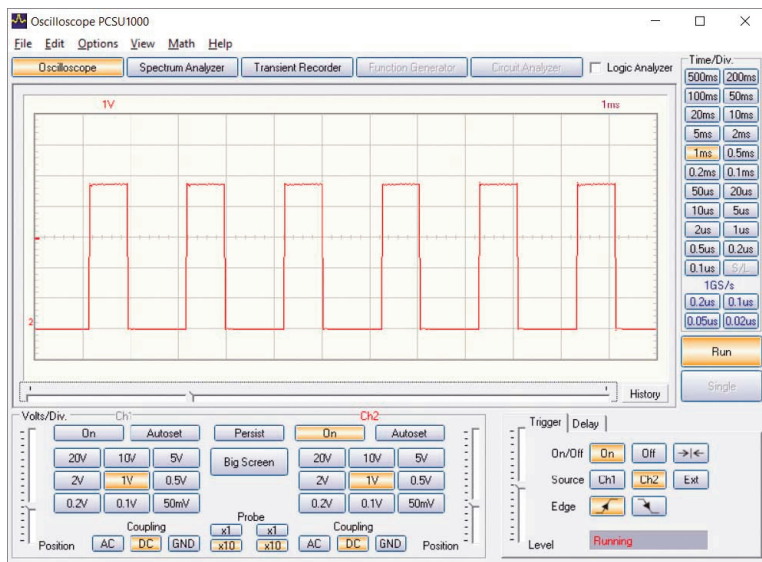 Oscilloscope PCSU1000
File Edit Options View Math Help
Oscilloscope Spectrum Analyzer Transient Recorder Function Generator Circuit Analyzer Logic Analyzer
1V 1ms
2
History
Time/Div.
500ms 200ms
100ms 50ms
20ms 10ms
5ms 2ms
1ms 0.5ms
0.2ms 0.1ms
50us 20us
10us 5us
2us 1us
0.5us 0.2us
0.1us S/L
1GS/s
0.2us 0.1us
0.05us 0.02us
Run
Single
Volts/Div. Ch1 Ch2
On Autoset Persist On Autoset
20V 10V 5V Big Screen 20V 10V 5V
2V 1V 0.5V 2V 1V 0.5V
0.2V 0.1V 50mV 0.2V 0.1V 50mV
Coupling Probe Coupling
x1 x1
Position AC DC GND x10 x10 AC DC GND Position
Trigger Delay
On/Off On Off
Source Ch1 Ch2 Ext
Edge
Level Running